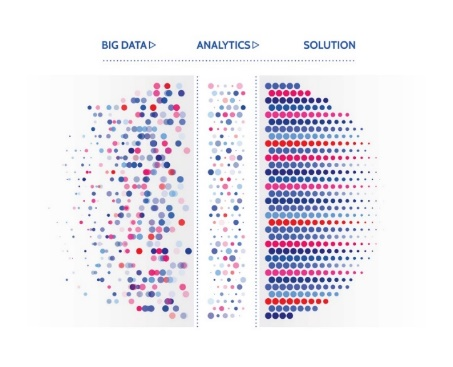 BIG DATA▷ ANALYTICS▷ SOLUTION